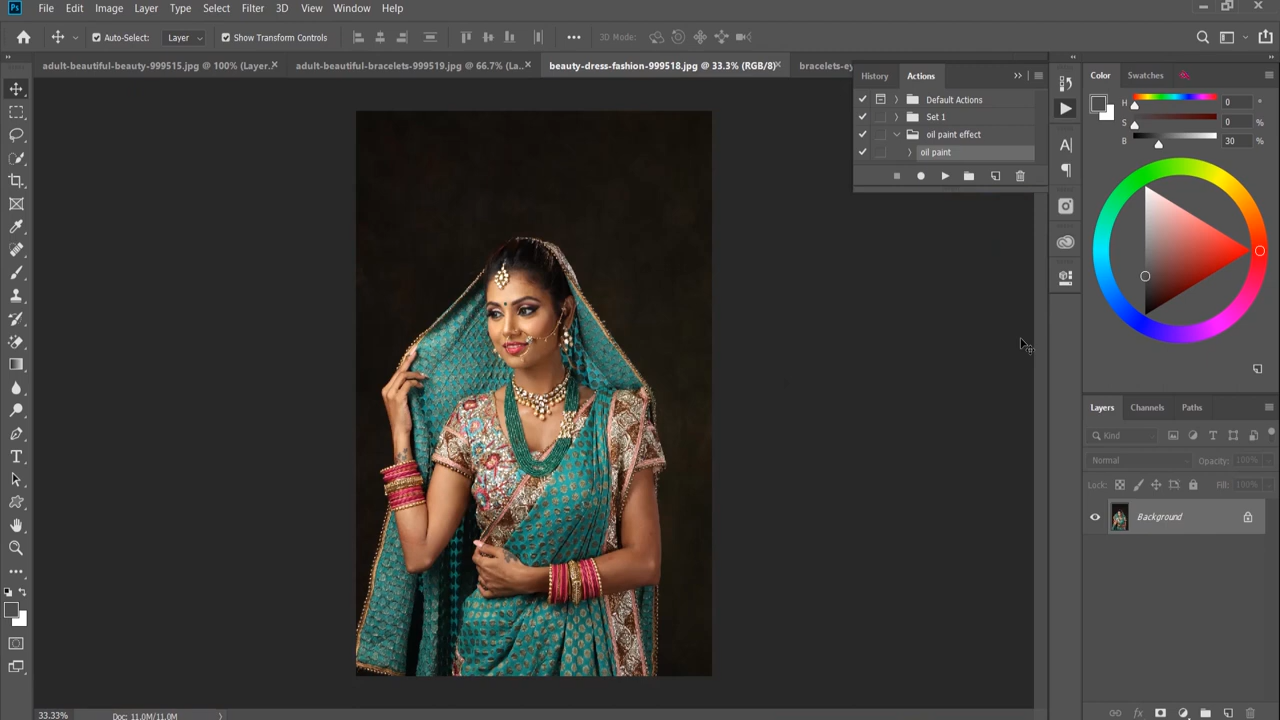 Ps File Edit Image Layer Type Select Filter 3D View Window Help
Auto-Select: Layer Show Transform Controls 3D Mode:
adult-beautiful-beauty-999515.jpg @ 100% (Layer... adult-beautiful-bracelets-999519.jpg @ 66.7% (La... beauty-dress-fashion-999518.jpg @ 33.3% (RGB/8) bracelets-ey
History Actions
Default Actions
Set 1
oil paint effect
oil paint
Color Swatches
H 0 °
S 0 %
B 30 %
Layers Channels Paths
Kind
Normal Opacity: 100%
Lock: Fill: 100%
Background
33.33% Doc: 11.0M/11.0M